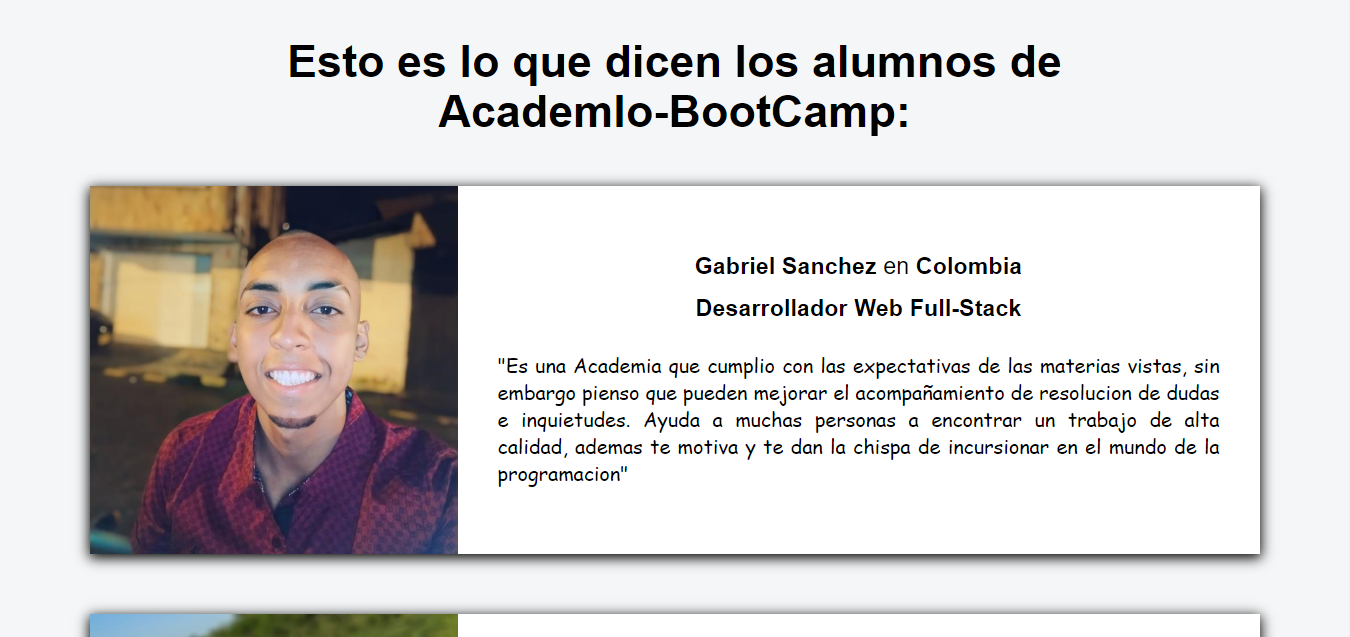 Esto es lo que dicen los alumnos de
Academlo-BootCamp:
Gabriel Sanchez en Colombia
Desarrollador Web Full-Stack
"Es una Academia que cumplio con las expectativas de las materias vistas, sin
embargo pienso que pueden mejorar el acompañamiento de resolucion de dudas
e inquietudes. Ayuda a muchas personas a encontrar un trabajo de alta
calidad, ademas te motiva y te dan la chispa de incursionar en el mundo de la
programacion"